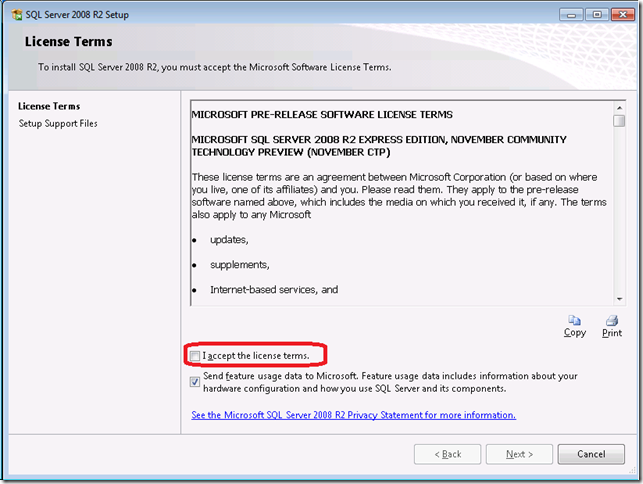 SQL Server 2008 R2 Setup
License Terms
To install SQL Server 2008 R2, you must accept the Microsoft Software License Terms.
License Terms
Setup Support Files
MICROSOFT PRE-RELEASE SOFTWARE LICENSE TERMS
MICROSOFT SQL SERVER 2008 R2 EXPRESS EDITION, NOVEMBER COMMUNITY
TECHNOLOGY PREVIEW (NOVEMBER CTP)
These license terms are an agreement between Microsoft Corporation (or based on where
you live, one of its affiliates) and you. Please read them. They apply to the pre-release
software named above, which includes the media on which you received it, if any. The terms
also apply to any Microsoft
• updates,
• supplements,
• Internet-based services, and
Copy
Print
I accept the license terms.
Send feature usage data to Microsoft. Feature usage data includes information about your
hardware configuration and how you use SQL Server and its components.
See the Microsoft SQL Server 2008 R2 Privacy Statement for more information.
< Back
Next >
Cancel